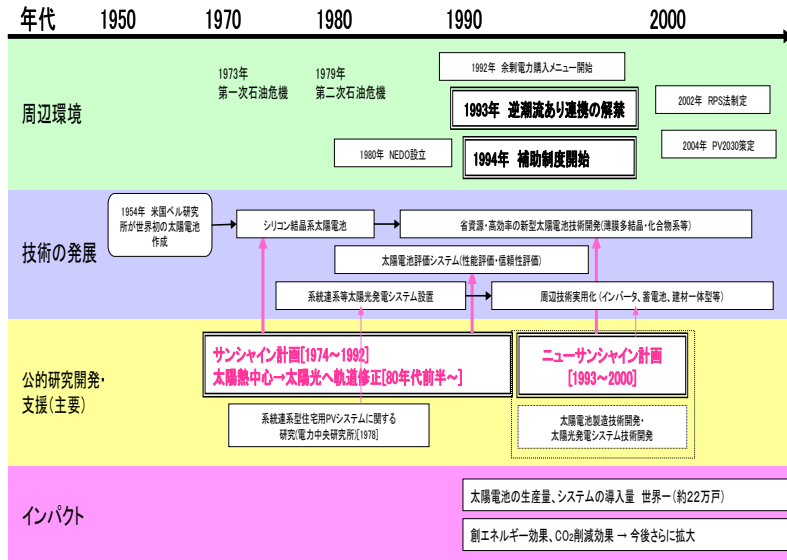 年代 1950 1970 1980 1990 2000
周辺環境
1973年
第一次石油危機
1979年
第二次石油危機
1992年 余剰電力購入メニュー開始
1993年 逆潮流あり連携の解禁
2002年 RPS法制定
1980年 NEDO設立
1994年 補助制度開始
2004年 PV2030策定
技術の発展
1954年 米国ベル研究
所が世界初の太陽電池
作成
シリコン結晶系太陽電池
省資源・高効率の新型太陽電池技術開発(薄膜多結晶・化合物系等)
太陽電池評価システム(性能評価・信頼性評価)
系統連系等太陽光発電システム設置
周辺技術実用化(インバータ、蓄電池、建材一体型等)
公的研究開発・
支援(主要)
サンシャイン計画[1974～1992]
太陽熱中心→太陽光へ軌道修正[80年代前半～]
ニューサンシャイン計画
[1993～2000]
系統連系型住宅用PVシステムに関する
研究(電力中央研究所)[1978]
太陽電池製造技術開発・
太陽光発電システム技術開発
インパクト
太陽電池の生産量、システムの導入量 世界一(約22万戸)
創エネルギー効果、CO2削減効果 → 今後さらに拡大